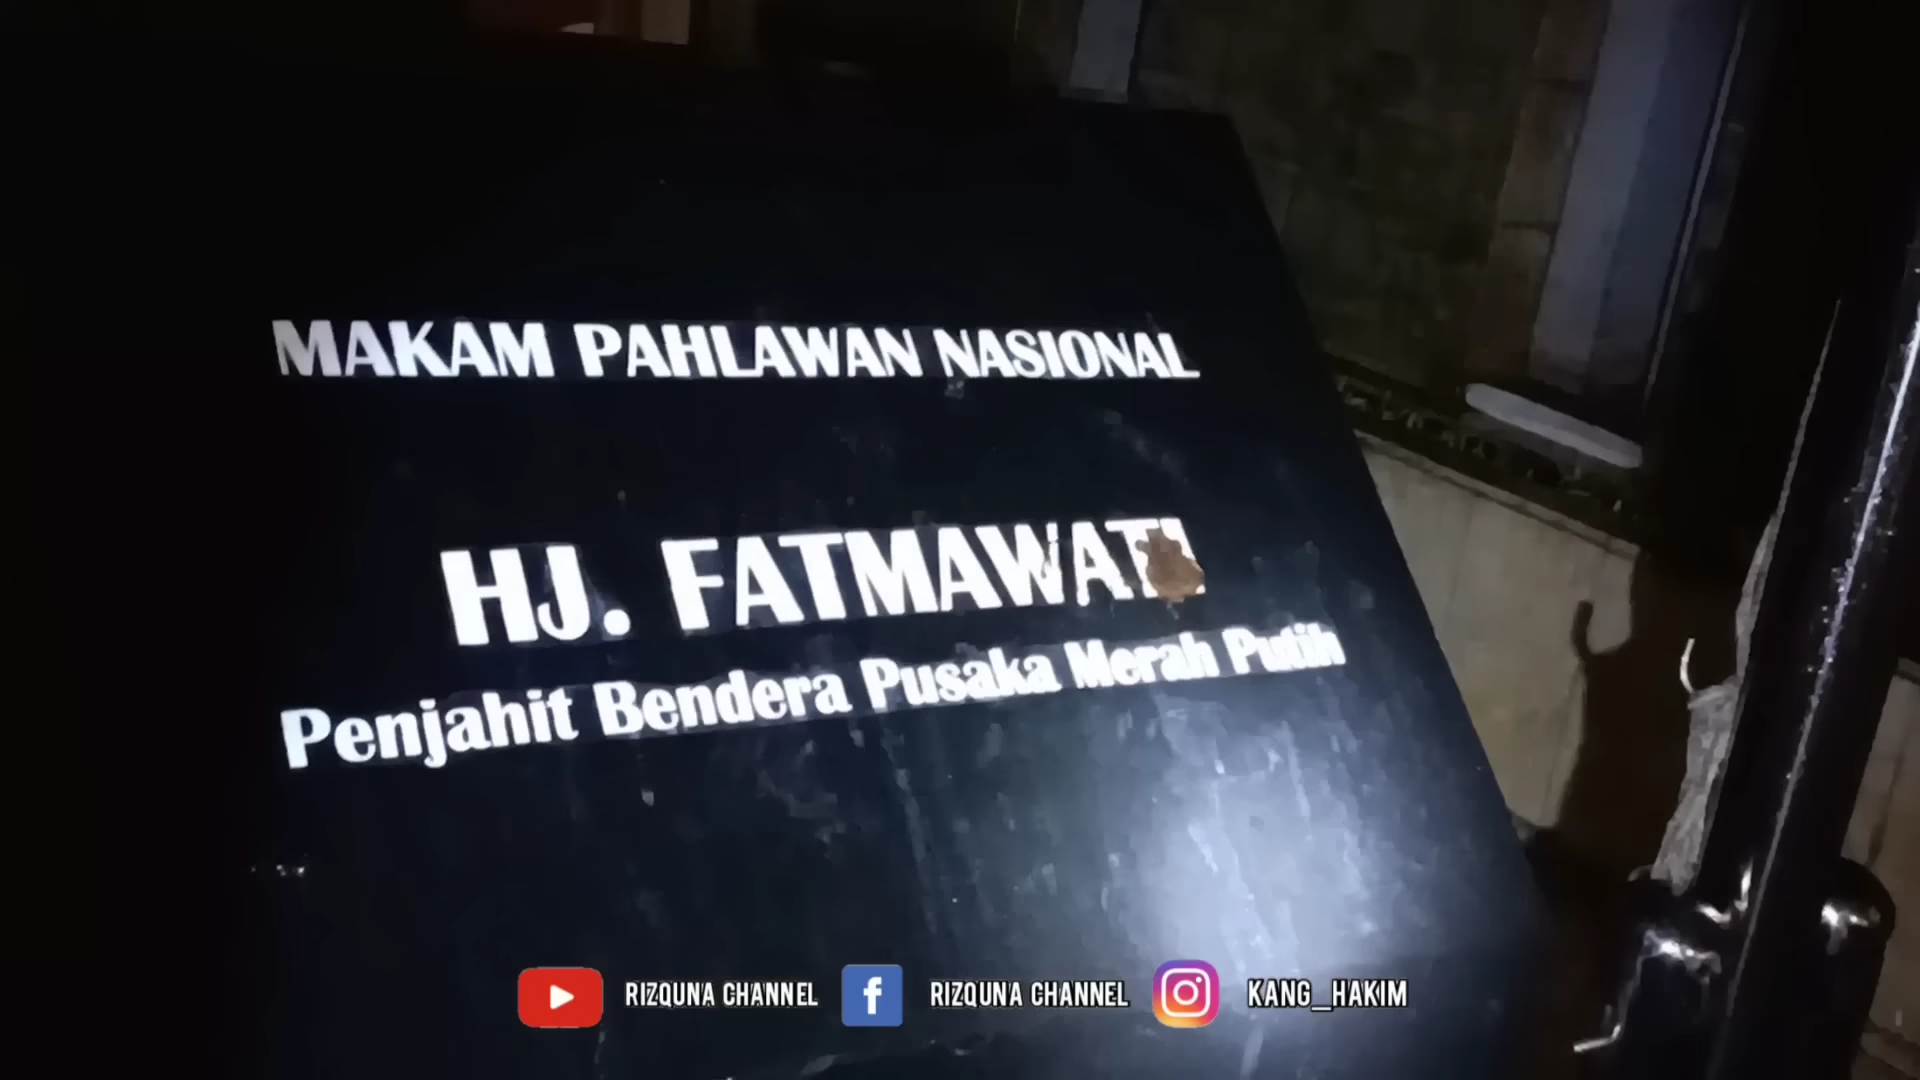 MAKAM PAHLAWAN NASIONAL
HJ. FATMAWATI
Penjahit Bendera Pusaka Merah Putih
RIZQUNA CHANNEL RIZQUNA CHANNEL KANG_HAKIM